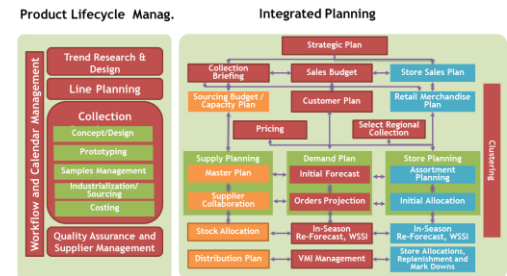 Product Lifecycle Manag.
Integrated Planning
Workflow and Calendar Management
Trend Research &
Design
Line Planning
Collection
Concept/Design
Prototyping
Samples Management
Industrialization/
Sourcing
Costing
Quality Assurance and
Supplier Management
Strategic Plan
Collection
Briefing
Sales Budget
Store Sales Plan
Sourcing Budget/
Capacity Plan
Customer Plan
Retail Merchandise
Plan
Pricing
Select Regional
Collection
Clustering
Supply Planning
Demand Plan
Store Planning
Master Plan
Initial Forecast
Assortment
Planning
Supplier
Collaboration
Orders Projection
Initial Allocation
Stock Allocation
In-Season
Re-Forecast, WSSI
In-Season
Re-Forecast, WSSI
Distribution Plan
VMI Management
Store Allocations,
Replenishment and
Mark Downs